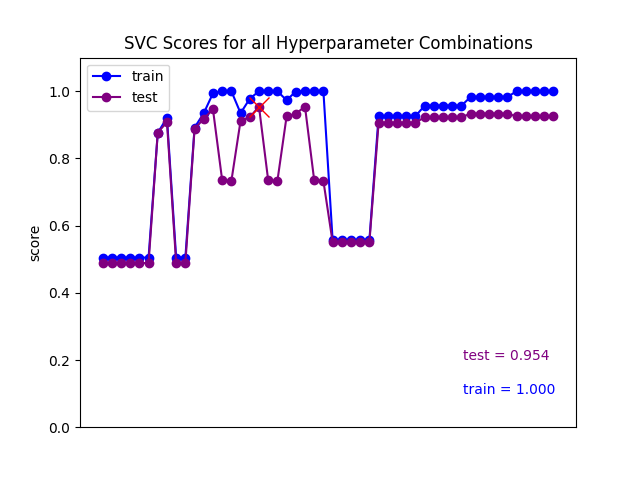 SVC Scores for all Hyperparameter Combinations
train
test
score
1.0
0.8
0.6
0.4
0.2
0.0
test = 0.954
train = 1.000